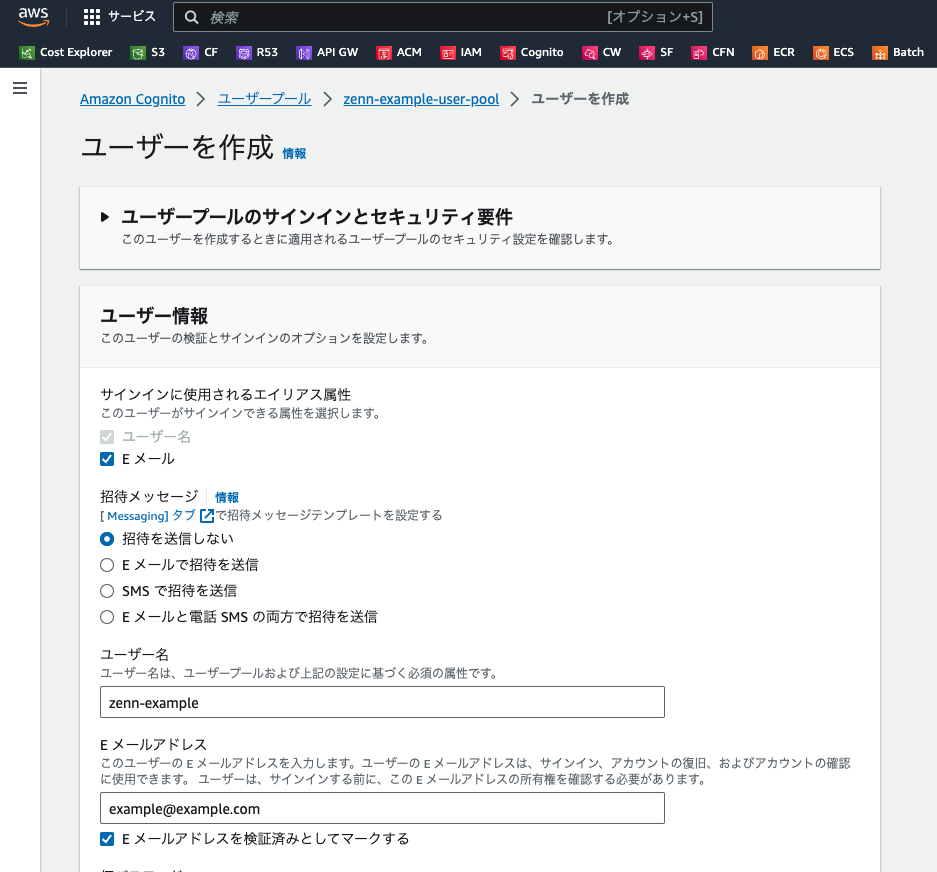 aws
サービス
検索
[オプション+S]
Cost Explorer S3 CF R53 API GW ACM IAM Cognito CW SF CFN ECR ECS Batch
Amazon Cognito > ユーザープール > zenn-example-user-pool > ユーザーを作成
ユーザーを作成 情報
ユーザープールのサインインとセキュリティ要件
このユーザーを作成するときに適用されるユーザープールのセキュリティ設定を確認します。
ユーザー情報
このユーザーの検証とサインインのオプションを設定します。
サインインに使用されるエイリアス属性
このユーザーがサインインできる属性を選択します。
ユーザー名
E メール
招待メッセージ 情報
[ Messaging] タブ で招待メッセージテンプレートを設定する
招待を送信しない
E メールで招待を送信
SMS で招待を送信
E メールと電話 SMS の両方で招待を送信
ユーザー名
ユーザー名は、ユーザープールおよび上記の設定に基づく必須の属性です。
zenn-example
E メールアドレス
このユーザーの E メールアドレスを入力します。ユーザーの E メールアドレスは、サインイン、アカウントの復旧、およびアカウントの確認
に使用できます。 ユーザーは、サインインする前に、この E メールアドレスの所有権を確認する必要があります。
example@example.com
E メールアドレスを検証済みとしてマークする